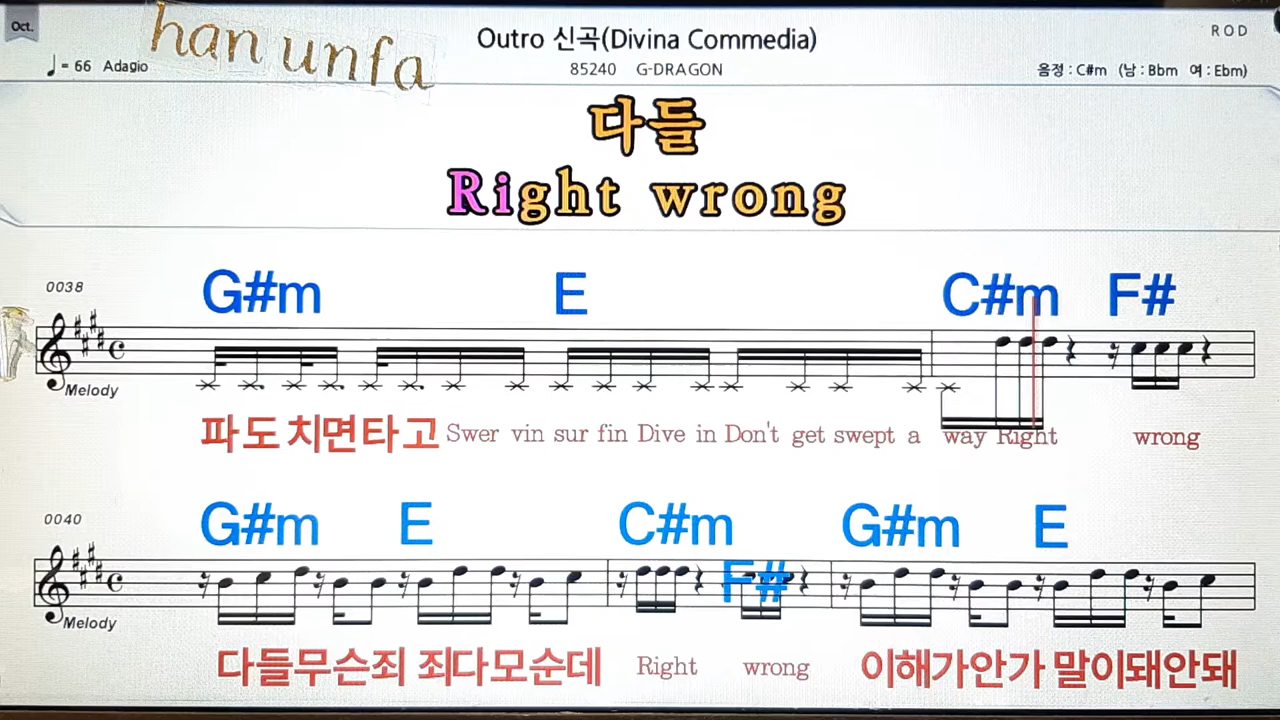 Oct.
han unfa
Outro 신곡(Divina Commedia)
ROD
♩= 66 Adagio
85240 G-DRAGON
음정 : C#m (남 : Bbm 여 : Ebm)
다들
Right wrong
0038
G#m E C#m F#
Melody
파도 치면타고 Swer vin sur fin Dive in Don't get swept a way Right wrong
0040
G#m E C#m F# G#m E
Melody
다들무슨죄 죄다모순데 Right wrong 이해가안가 말이돼안돼